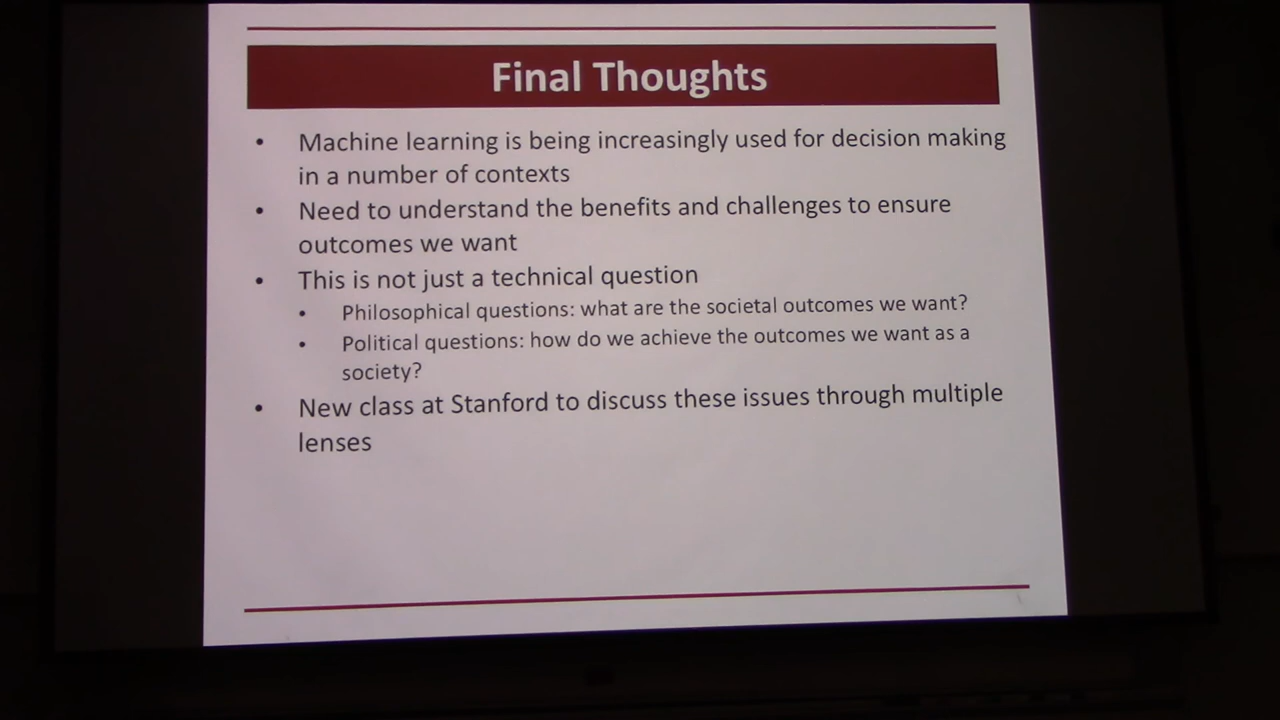 Final Thoughts
• Machine learning is being increasingly used for decision making
in a number of contexts
• Need to understand the benefits and challenges to ensure
outcomes we want
• This is not just a technical question
• Philosophical questions: what are the societal outcomes we want?
• Political questions: how do we achieve the outcomes we want as a
society?
• New class at Stanford to discuss these issues through multiple
lenses